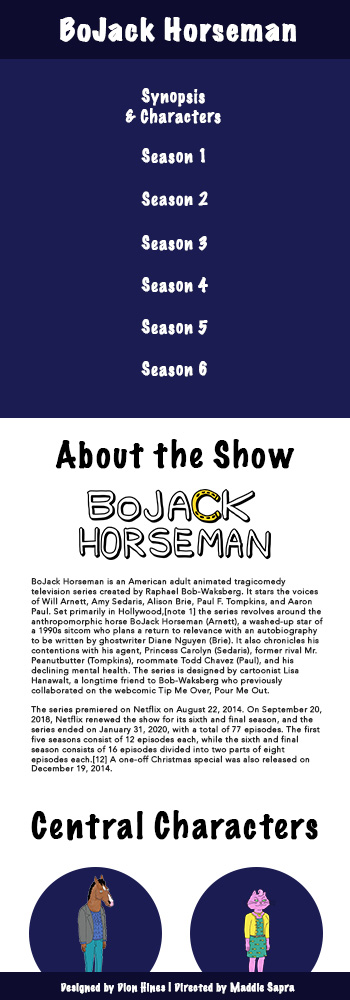 BoJack Horseman
Synopsis
& Characters
Season 1
Season 2
Season 3
Season 4
Season 5
Season 6
About the Show
BOJACK
HORSEMAN
BoJack Horseman is an American adult animated tragicomedy
television series created by Raphael Bob-Waksberg. It stars the voices
of Will Arnett, Amy Sedaris, Alison Brie, Paul F. Tompkins, and Aaron
Paul. Set primarily in Hollywood,[note 1] the series revolves around the
anthropomorphic horse BoJack Horseman (Arnett), a washed-up star of
a 1990s sitcom who plans a return to relevance with an autobiography
to be written by ghostwriter Diane Nguyen (Brie). It also chronicles his
contentions with his agent, Princess Carolyn (Sedaris), former rival Mr.
Peanutbutter (Tompkins), roommate Todd Chavez (Paul), and his
declining mental health. The series is designed by cartoonist Lisa
Hanawalt, a longtime friend to Bob-Waksberg who previously
collaborated on the webcomic Tip Me Over, Pour Me Out.
The series premiered on Netflix on August 22, 2014. On September 20,
2018, Netflix renewed the show for its sixth and final season, and the
series ended on January 31, 2020, with a total of 77 episodes. The first
five seasons consist of 12 episodes each, while the sixth and final
season consists of 16 episodes divided into two parts of eight
episodes each.[12] A one-off Christmas special was also released on
December 19, 2014.
Central Characters
Designed by Dion Hines | Directed by Maddie Sapra